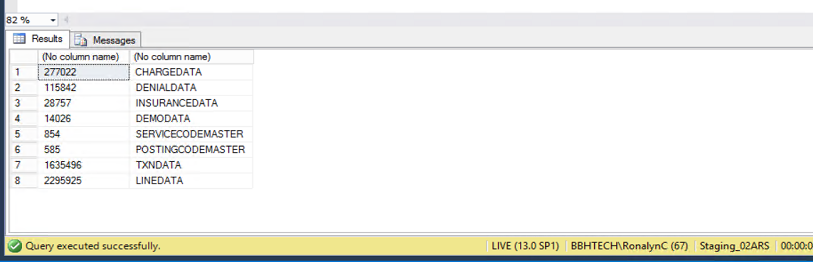 82 %
Results Messages
(No column name) (No column name)
1 277022 CHARGEDATA
2 115842 DENIALDATA
3 28757 INSURANCEDATA
4 14026 DEMODATA
5 854 SERVICECODEMASTER
6 585 POSTINGCODEMASTER
7 1635496 TXNDATA
8 2295925 LINEDATA
Query executed successfully. LIVE (13.0 SP1) BBHTECH\RonalynC (67) Staging_02ARS 00:00:0